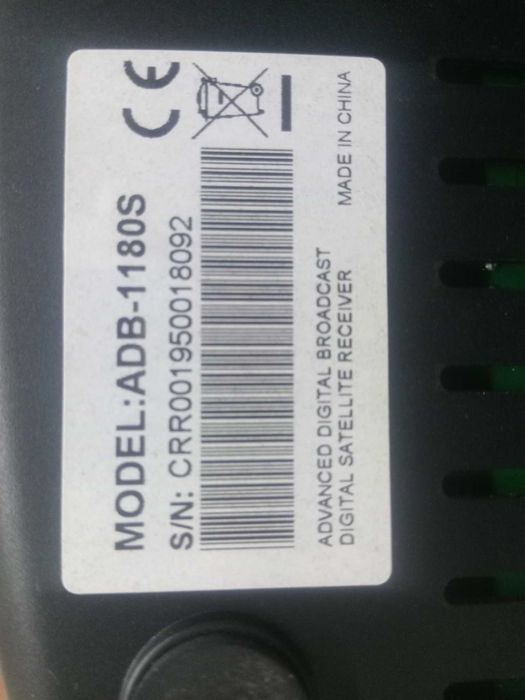 MODEL:ADB-1180S
S/N: CRR001950018092
ADVANCED DIGITAL BROADCAST
DIGITAL SATELLITE RECEIVER
MADE IN CHINA
CE